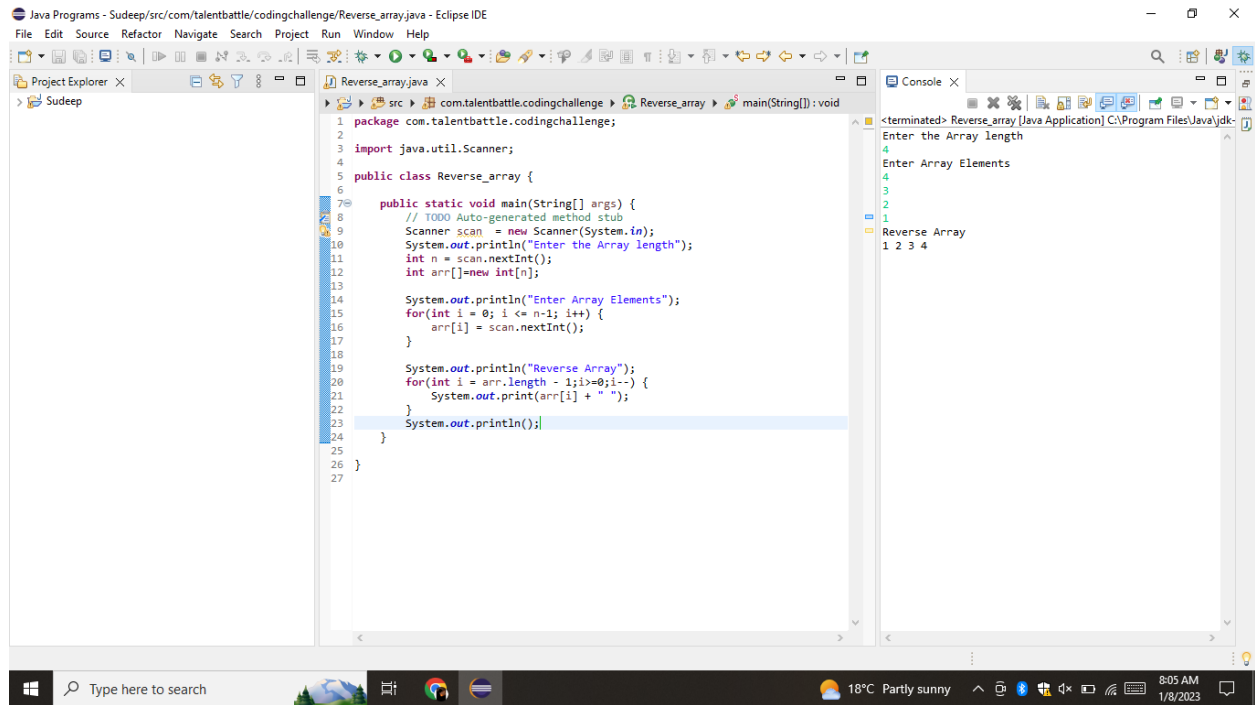 Java Programs - Sudeep/src/com/talentbattle/codingchallenge/Reverse_array.java - Eclipse IDE
File Edit Source Refactor Navigate Search Project Run Window Help
Project Explorer
Sudeep
Reverse_array.java
src com.talentbattle.codingchallenge Reverse_array main(String[]) : void
1 package com.talentbattle.codingchallenge;
2
3 import java.util.Scanner;
4
5 public class Reverse_array {
6
7 public static void main(String[] args) {
8 // TODO Auto-generated method stub
9 Scanner scan  = new Scanner(System.in);
10 System.out.println("Enter the Array length");
11 int n = scan.nextInt();
12 int arr[]=new int[n];
13
14 System.out.println("Enter Array Elements");
15 for(int i = 0; i <= n-1; i++) {
16 arr[i] = scan.nextInt();
17 }
18
19 System.out.println("Reverse Array");
20 for(int i = arr.length - 1;i>=0;i--) {
21 System.out.print(arr[i] + " ");
22 }
23 System.out.println();
24 }
25
26 }
27
Console
<terminated> Reverse_array [Java Application] C:\Program Files\Java\jdk-
Enter the Array length
4
Enter Array Elements
4
3
2
1
Reverse Array
1 2 3 4
Type here to search
18°C Partly sunny
8:05 AM
1/8/2023